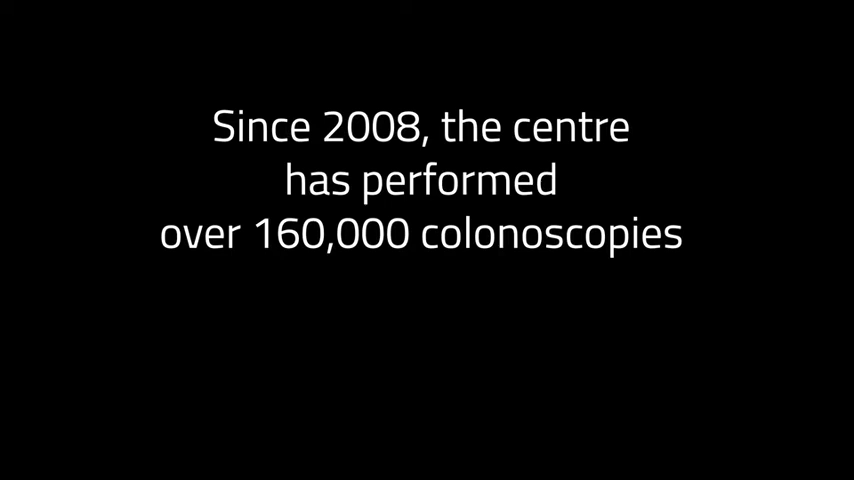 Since 2008, the centre
has performed
over 160,000 colonoscopies